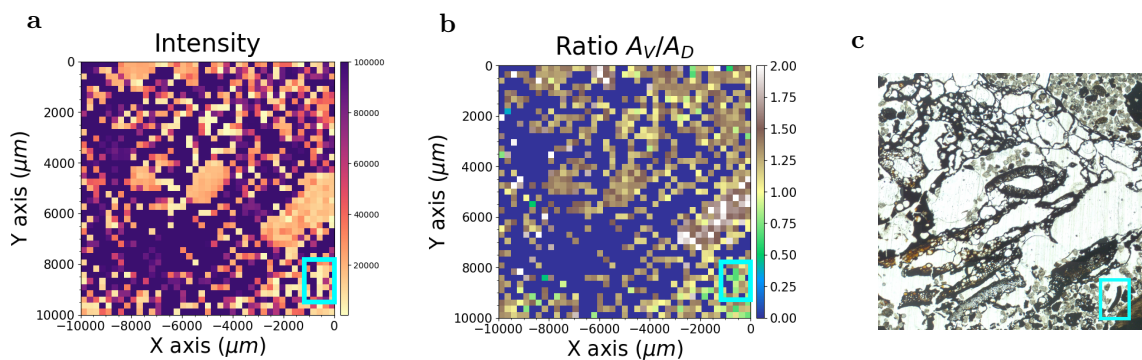 a
Intensity
0
2000
4000
6000
8000
10000
Y axis (μm)
−10000 −8000 −6000 −4000 −2000 0
X axis (μm)
100000
80000
60000
40000
20000
b
Ratio A_V/A_D
0
2000
4000
6000
8000
10000
Y axis (μm)
−10000 −8000 −6000 −4000 −2000 0
X axis (μm)
2.00
1.75
1.50
1.25
1.00
0.75
0.50
0.25
0.00
c